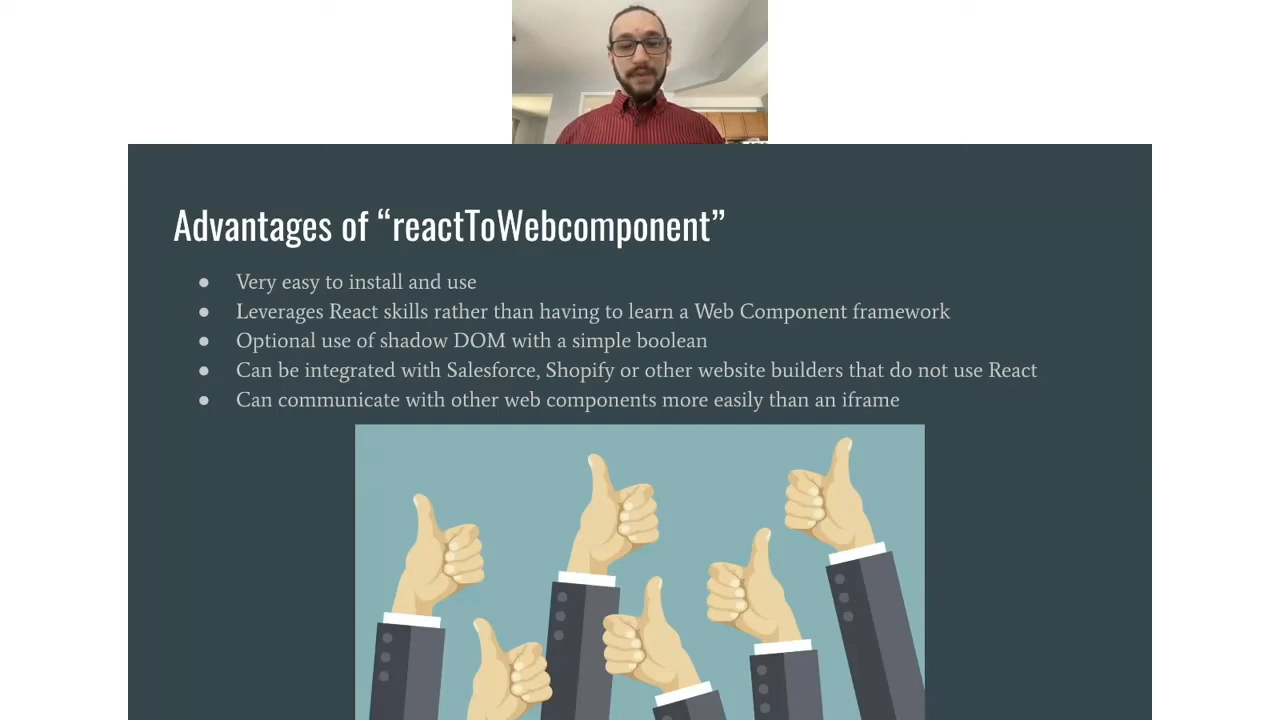 Advantages of “reactToWebcomponent”
● Very easy to install and use
● Leverages React skills rather than having to learn a Web Component framework
● Optional use of shadow DOM with a simple boolean
● Can be integrated with Salesforce, Shopify or other website builders that do not use React
● Can communicate with other web components more easily than an iframe